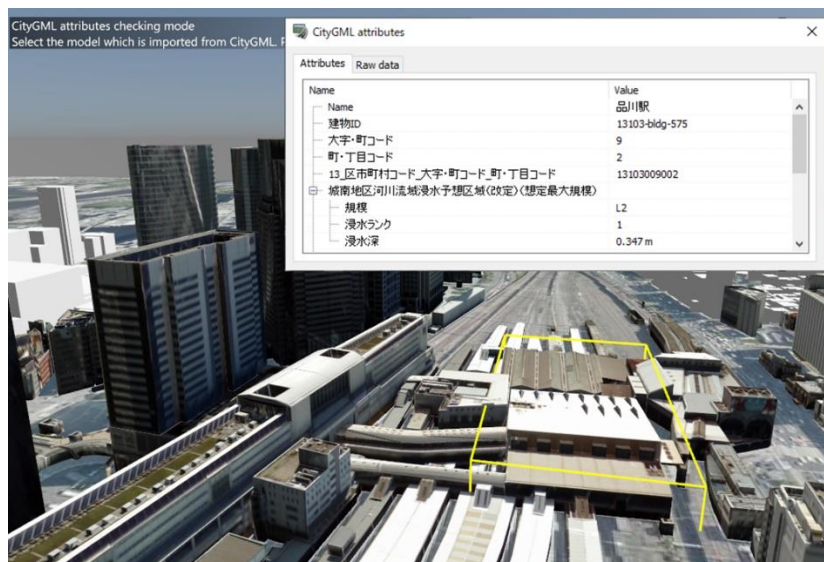 CityGML attributes checking mode
Select the model which is imported from CityGML.
CityGML attributes
Attributes Raw data
Name Value
Name 品川駅
建物ID 13103-bldg-575
大字・町コード 9
町・丁目コード 2
13_区市町村コード_大字・町コード_町・丁目コード 13103009002
城南地区河川流域浸水予想区域(改定)(想定最大規模)
規模 L2
浸水ランク 1
浸水深 0.347 m